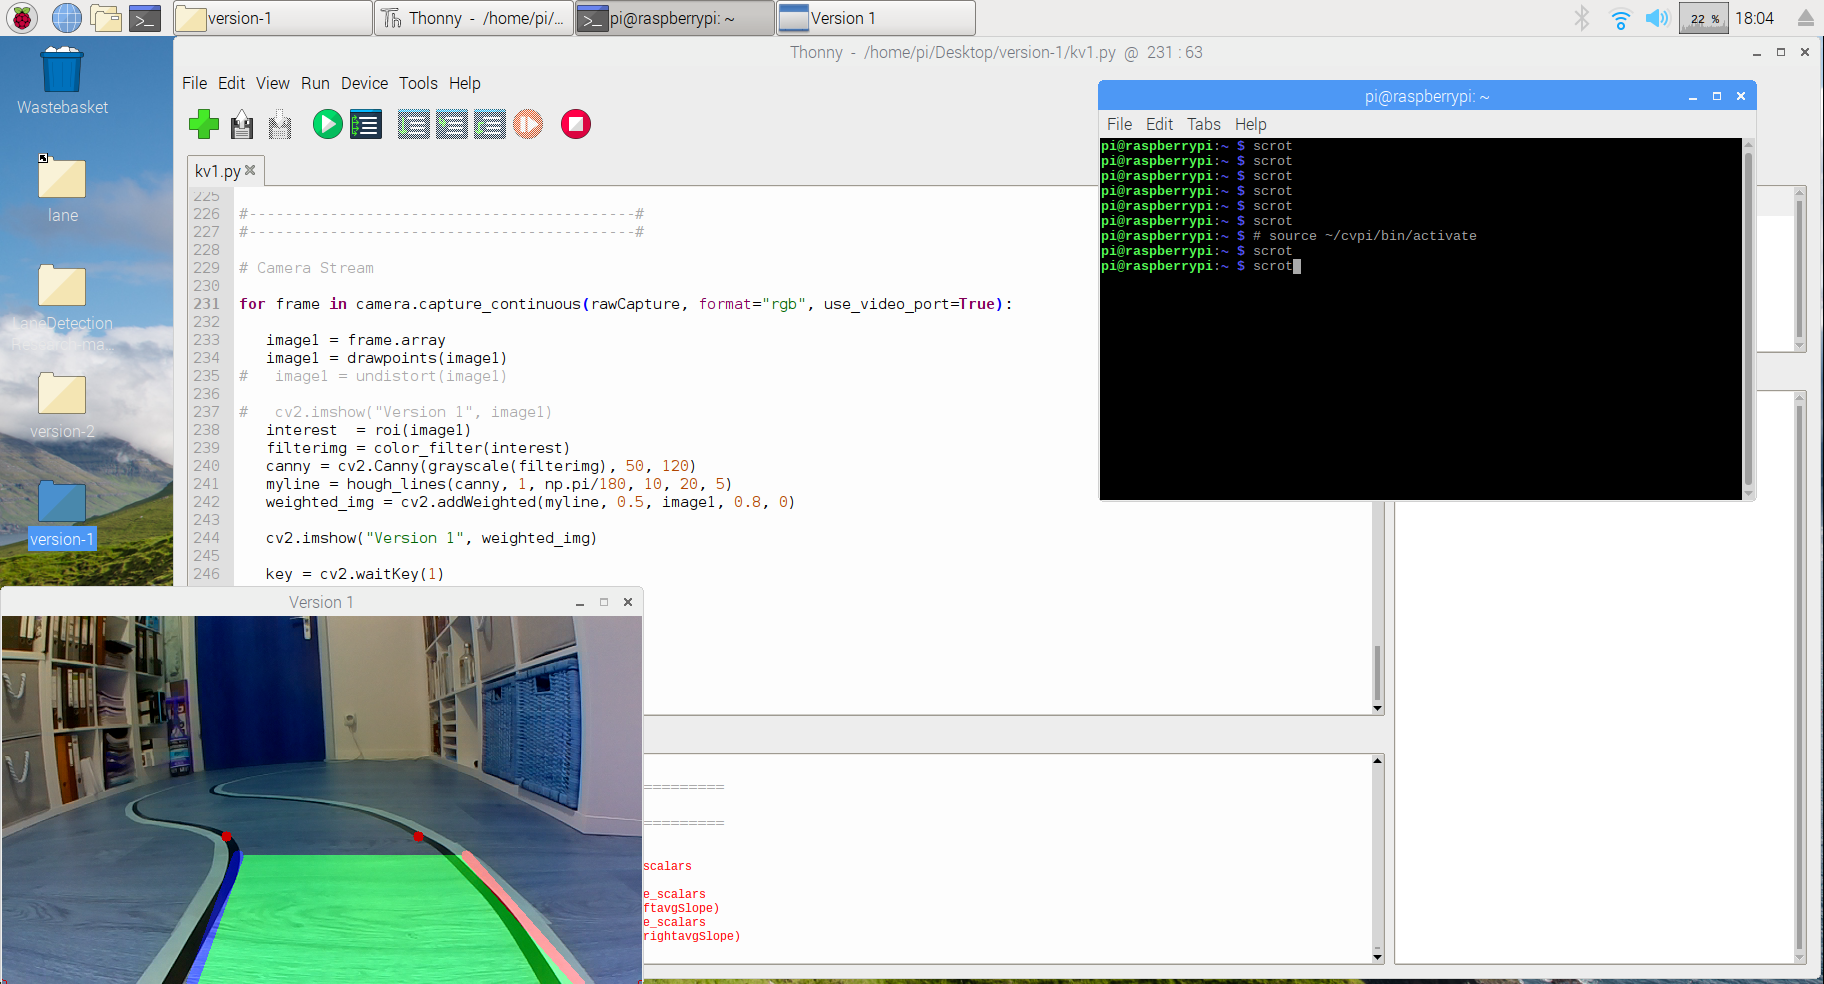 version-1
Thonny - /home/pi/...
pi@raspberrypi: ~
Version 1
22 %
18:04
Wastebasket
lane
LaneDetection
version-2
version-1
Thonny - /home/pi/Desktop/version-1/kv1.py @ 231 : 63
File Edit View Run Device Tools Help
kv1.py
225
226 #-------------------------------------------#
227 #-------------------------------------------#
228
229 # Camera Stream
230
231 for frame in camera.capture_continuous(rawCapture, format="rgb", use_video_port=True):
232
233 image1 = frame.array
234 image1 = drawpoints(image1)
235 # image1 = undistort(image1)
236
237 # cv2.imshow("Version 1", image1)
238 interest = roi(image1)
239 filterimg = color_filter(interest)
240 canny = cv2.Canny(grayscale(filterimg), 50, 120)
241 myline = hough_lines(canny, 1, np.pi/180, 10, 20, 5)
242 weighted_img = cv2.addWeighted(myline, 0.5, image1, 0.8, 0)
243
244 cv2.imshow("Version 1", weighted_img)
245
246 key = cv2.waitKey(1)
pi@raspberrypi: ~
File Edit Tabs Help
pi@raspberrypi:~ $ scrot
pi@raspberrypi:~ $ scrot
pi@raspberrypi:~ $ scrot
pi@raspberrypi:~ $ scrot
pi@raspberrypi:~ $ scrot
pi@raspberrypi:~ $ scrot
pi@raspberrypi:~ $ # source ~/cvpi/bin/activate
pi@raspberrypi:~ $ scrot
pi@raspberrypi:~ $ scrot
Version 1
=========
=========
scalars
e_scalars
ftavgSlope)
e_scalars
rightavgSlope)